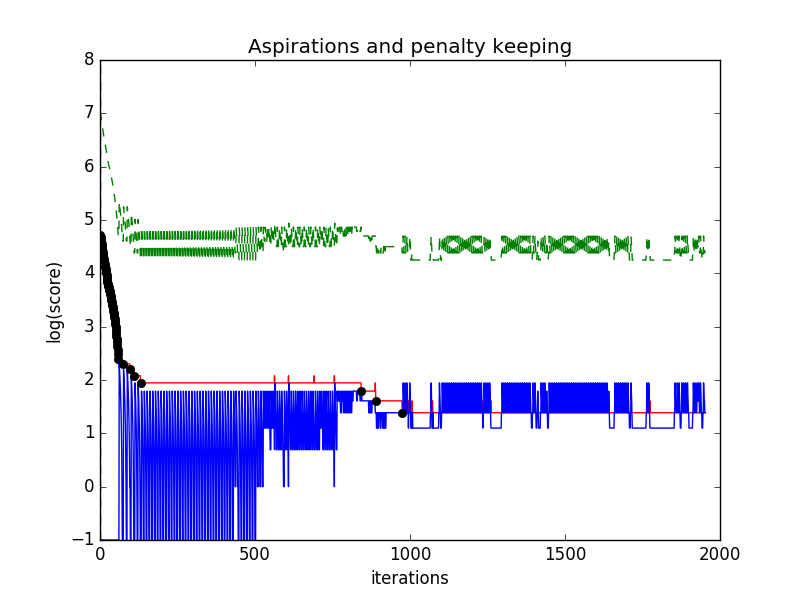 Aspirations and penalty keeping
8
7
6
5
4
3
2
1
0
−1
log(score)
0 500 1000 1500 2000
iterations